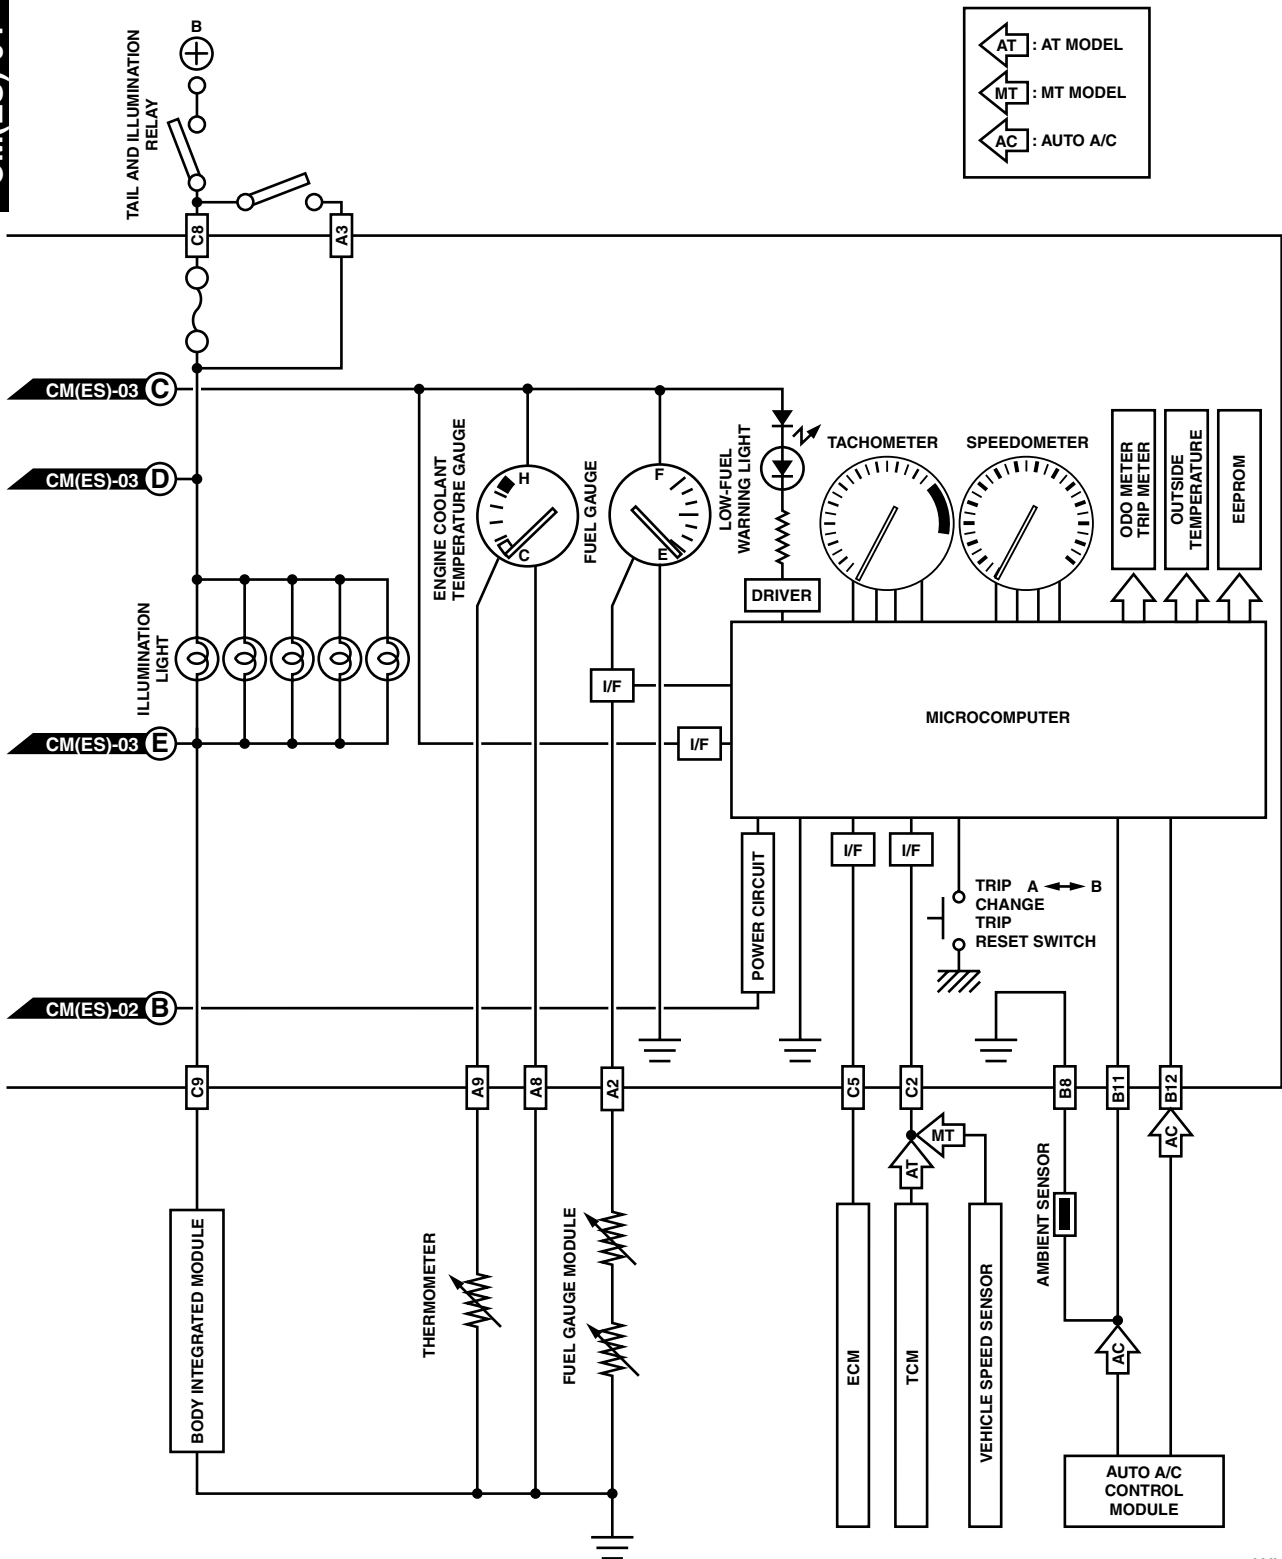 B
TAIL AND ILLUMINATION
RELAY
AT : AT MODEL
MT : MT MODEL
AC : AUTO A/C
C8
A3
CM(ES)-03 C
CM(ES)-03 D
ENGINE COOLANT
TEMPERATURE GAUGE
H
C
FUEL GAUGE
F
E
LOW-FUEL
WARNING LIGHT
TACHOMETER
SPEEDOMETER
ODO METER
TRIP METER
OUTSIDE
TEMPERATURE
EEPROM
DRIVER
ILLUMINATION
LIGHT
I/F
MICROCOMPUTER
CM(ES)-03 E
I/F
POWER CIRCUIT
I/F
I/F
TRIP A B
CHANGE
TRIP
RESET SWITCH
CM(ES)-02 B
C9
A9
A8
A2
C5
C2
B8
B11
B12
MT
AT
AC
AMBIENT SENSOR
BODY INTEGRATED MODULE
THERMOMETER
FUEL GAUGE MODULE
ECM
TCM
VEHICLE SPEED SENSOR
AC
AUTO A/C
CONTROL
MODULE